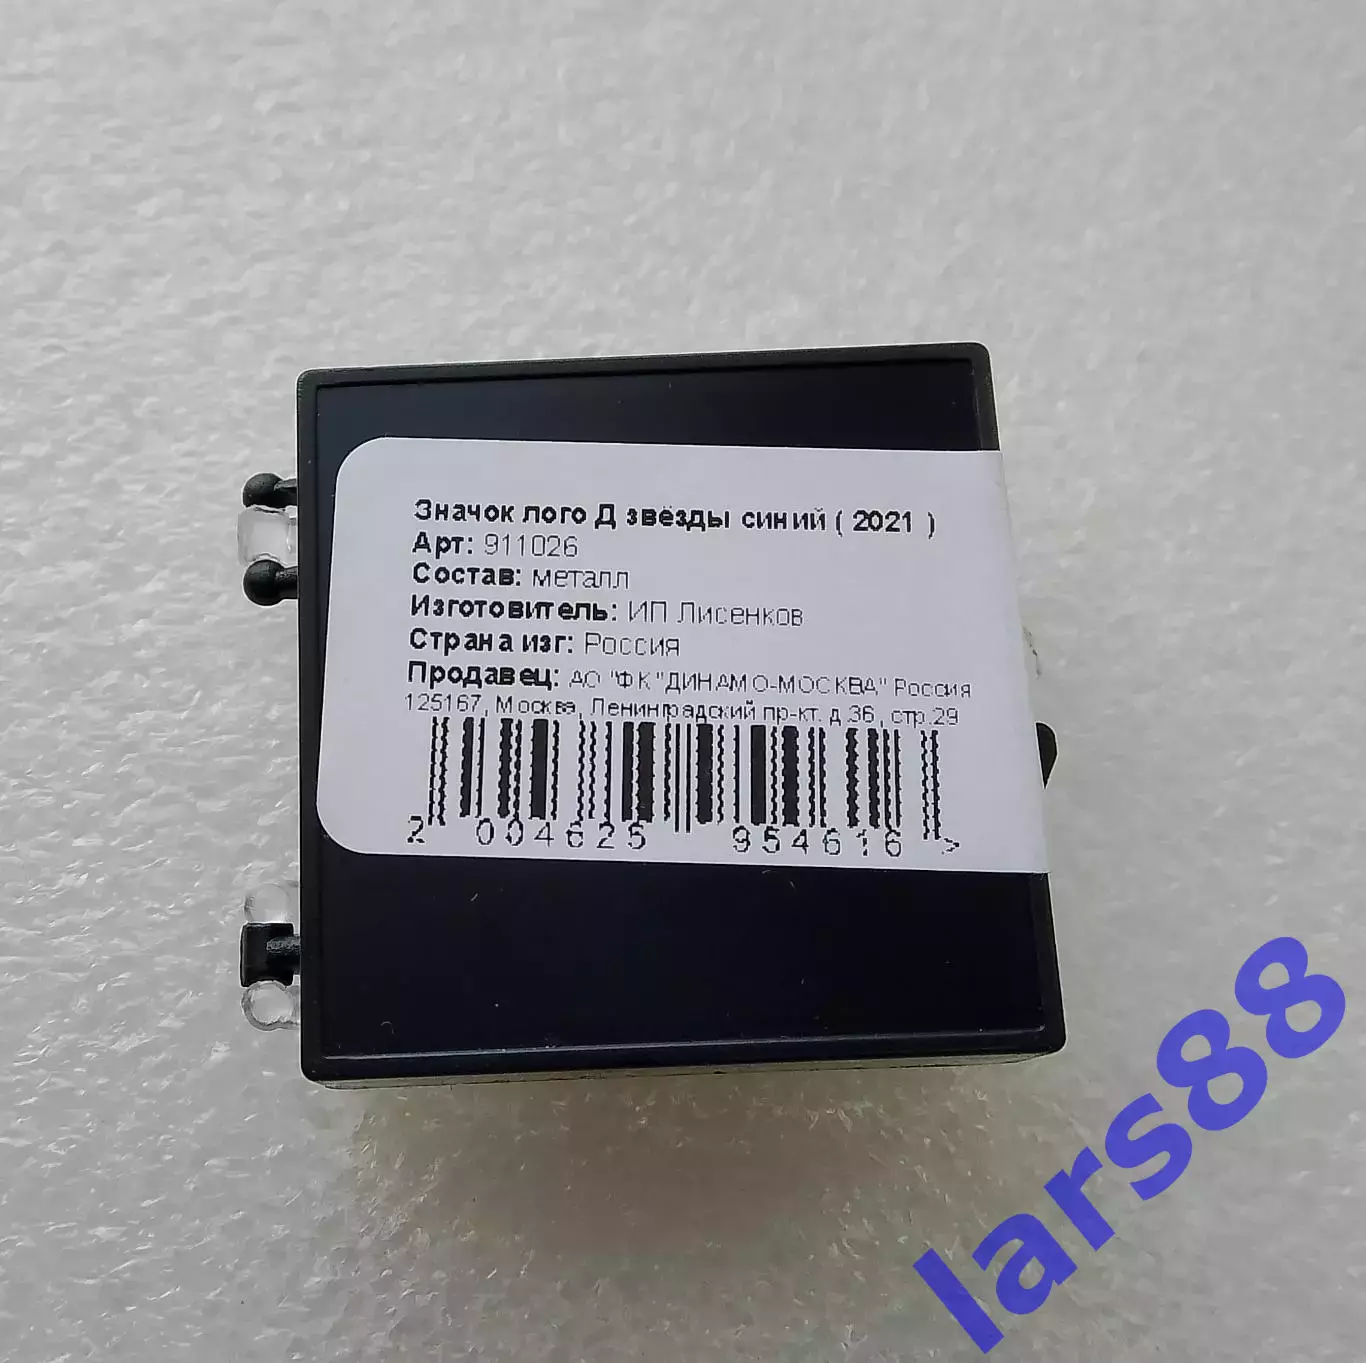 Значок лого Д звёзды синий ( 2021 )
Арт: 911026
Состав: металл
Изготовитель: ИП Лисенков
Страна изг: Россия
Продавец: АО "ФК "ДИНАМО-МОСКВА" Россия
125167, Москва, Ленинградский пр-кт. д.36, стр.29
2 004625 954616 >
lars88